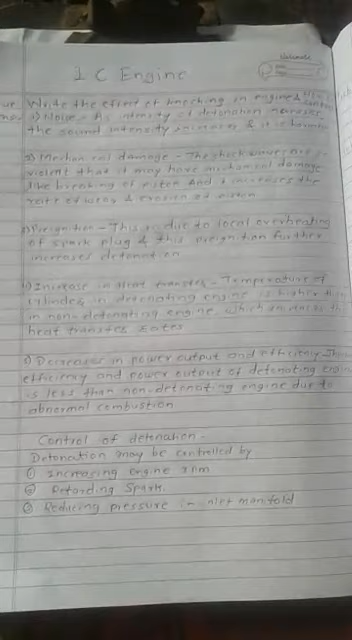 I C Engine
Write the effect of knocking in engine &
1) Noise - As intensity of detonation increases
the sound intensity increases & it is harmful
2) Mechanical damage - The shock waves are so
violent that it may have mechanical damage
like breaking of piston And increases the
rate of wear & erosion of piston
3) Preignition - This is due to local overheating
of spark plug & this preignition further
increases detonation
4) Increase in Heat transfer - Temperature of
cylinder in detonating engine is higher than
in non-detonating engine which increases the
heat transfer rates
5) Decreases in power output and efficiency - The
efficiency and power output of detonating engine
is less than non-detonating engine due to
abnormal combustion
Control of detonation -
Detonation may be controlled by
① Increasing engine rpm
② Retarding Spark.
③ Reducing pressure in inlet manifold